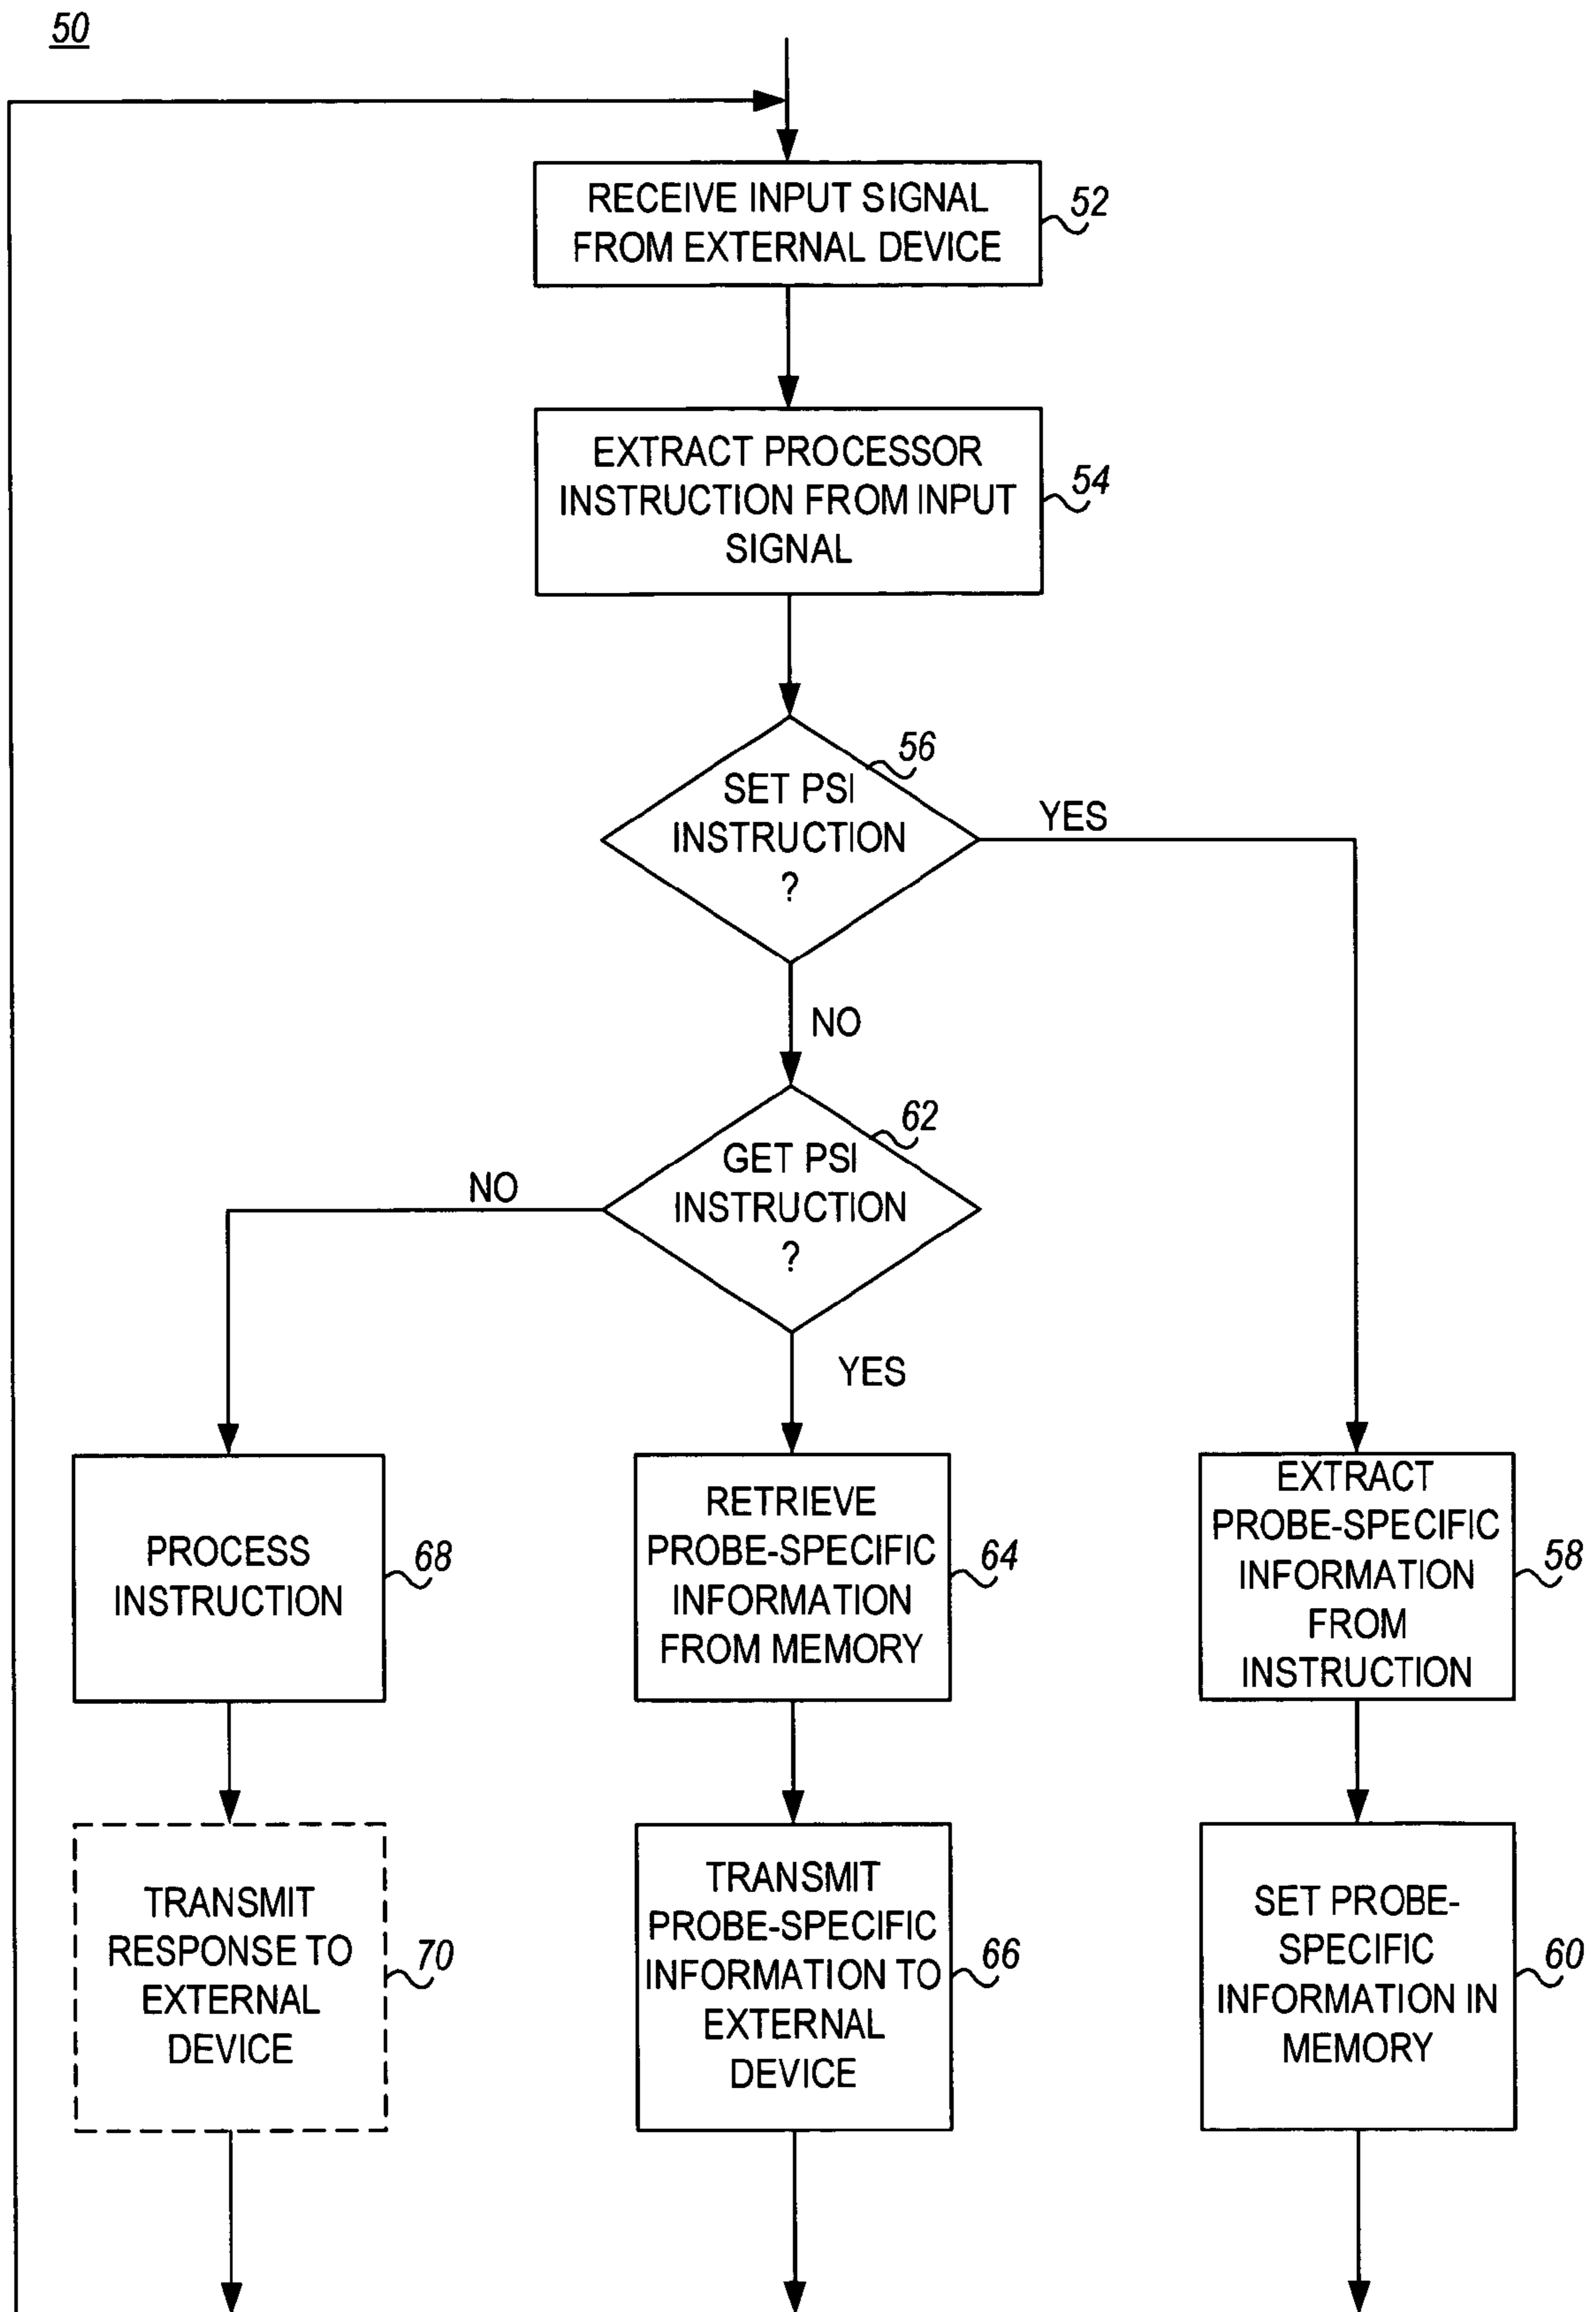 50
RECEIVE INPUT SIGNAL
FROM EXTERNAL DEVICE
52
EXTRACT PROCESSOR
INSTRUCTION FROM INPUT
SIGNAL
54
56
SET PSI
INSTRUCTION
?
YES
NO
62
GET PSI
INSTRUCTION
?
NO
YES
PROCESS
INSTRUCTION
68
RETRIEVE
PROBE-SPECIFIC
INFORMATION
FROM MEMORY
64
EXTRACT
PROBE-SPECIFIC
INFORMATION
FROM
INSTRUCTION
58
TRANSMIT
RESPONSE TO
EXTERNAL
DEVICE
70
TRANSMIT
PROBE-SPECIFIC
INFORMATION TO
EXTERNAL
DEVICE
66
SET PROBE-
SPECIFIC
INFORMATION IN
MEMORY
60